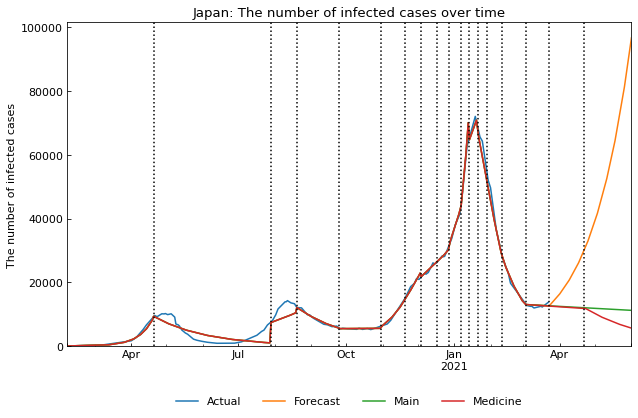 Japan: The number of infected cases over time
The number of infected cases
100000
80000
60000
40000
20000
0
Apr Jul Oct Jan Apr
2021
Actual Forecast Main Medicine